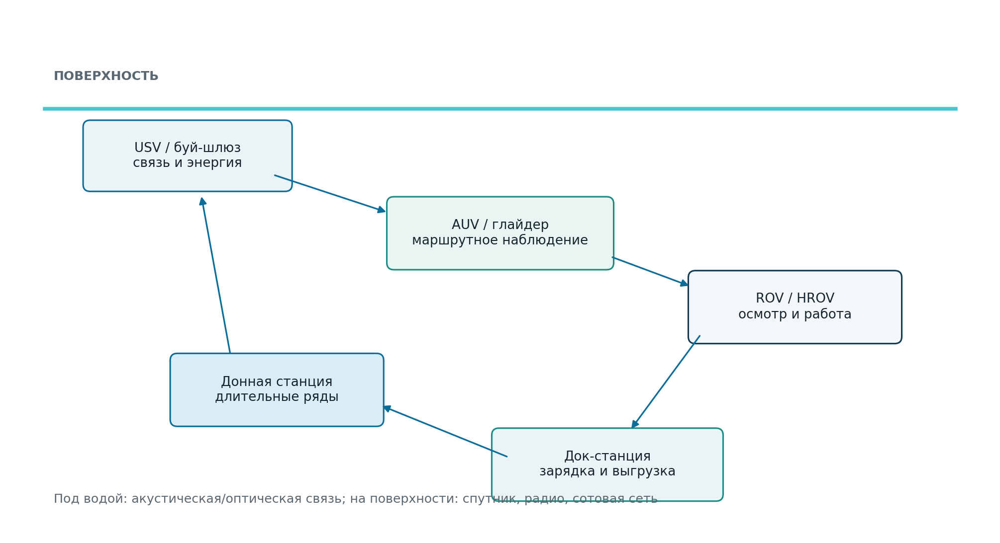 ПОВЕРХНОСТЬ
USV / буй-шлюз
связь и энергия
AUV / глайдер
маршрутное наблюдение
ROV / HROV
осмотр и работа
Донная станция
длительные ряды
Док-станция
зарядка и выгрузка
Под водой: акустическая/оптическая связь; на поверхности: спутник, радио, сотовая сеть